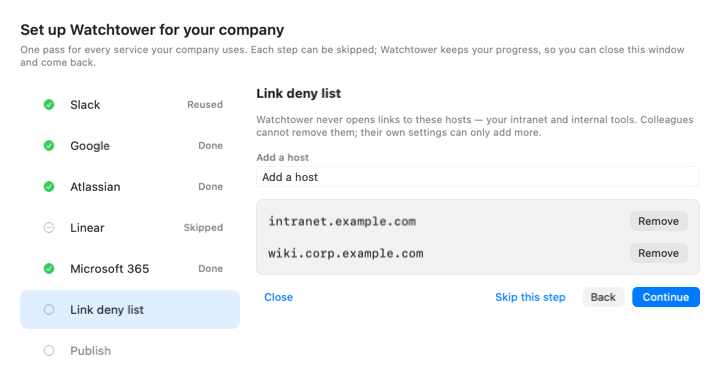 Set up Watchtower for your company
One pass for every service your company uses. Each step can be skipped; Watchtower keeps your progress, so you can close this window
and come back.
Slack Reused
Google Done
Atlassian Done
Linear Skipped
Microsoft 365 Done
Link deny list
Publish
Link deny list
Watchtower never opens links to these hosts — your intranet and internal tools. Colleagues
cannot remove them; their own settings can only add more.
Add a host
Add a host
intranet.example.com Remove
wiki.corp.example.com Remove
Close Skip this step Back Continue